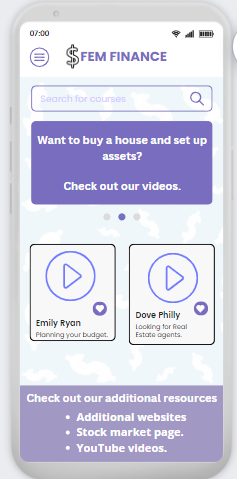 07:00
$FEM FINANCE
Search for courses
Want to buy a house and set up
assets?
Check out our videos.
Emily Ryan
Planning your budget.
Dove Philly
Looking for Real
Estate agents.
Check out our additional resources
• Additional websites
• Stock market page.
• YouTube videos.